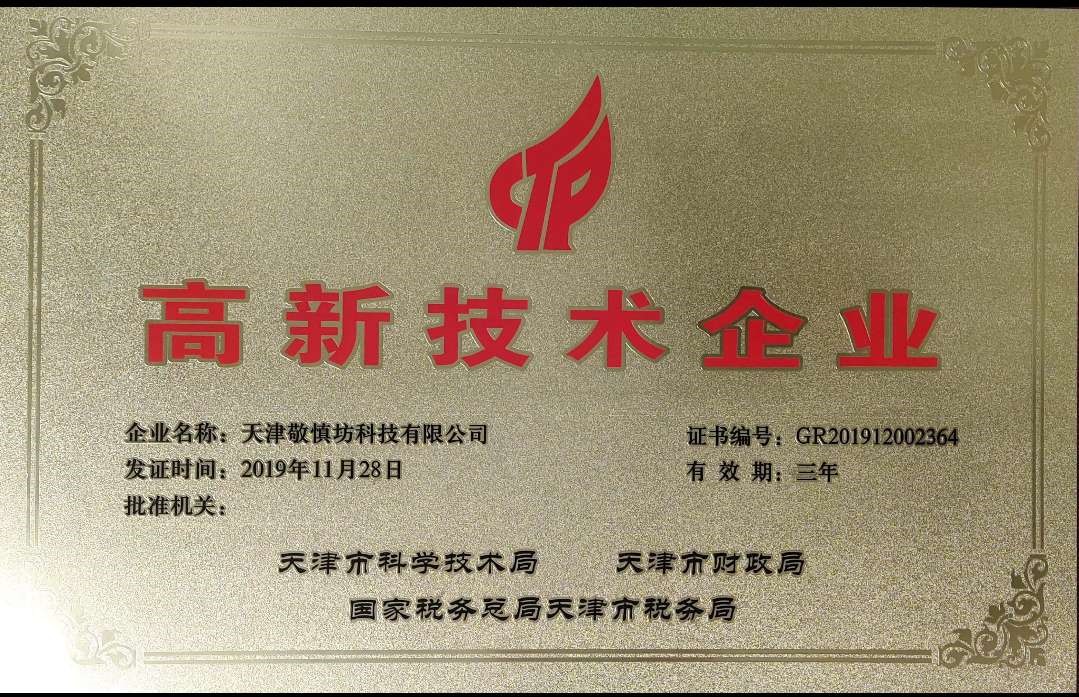 高新技术企业
企业名称：天津敬慎坊科技有限公司
证书编号：GR201912002364
发证时间：2019年11月28日
有 效 期：三年
批准机关：
天津市科学技术局 天津市财政局
国家税务总局天津市税务局